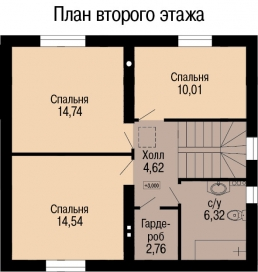 План второго этажа
Спальня
14,74
Спальня
10,01
Холл
4,62
+3,000
Спальня
14,54
Гарде-
роб
2,76
с/у
6,32